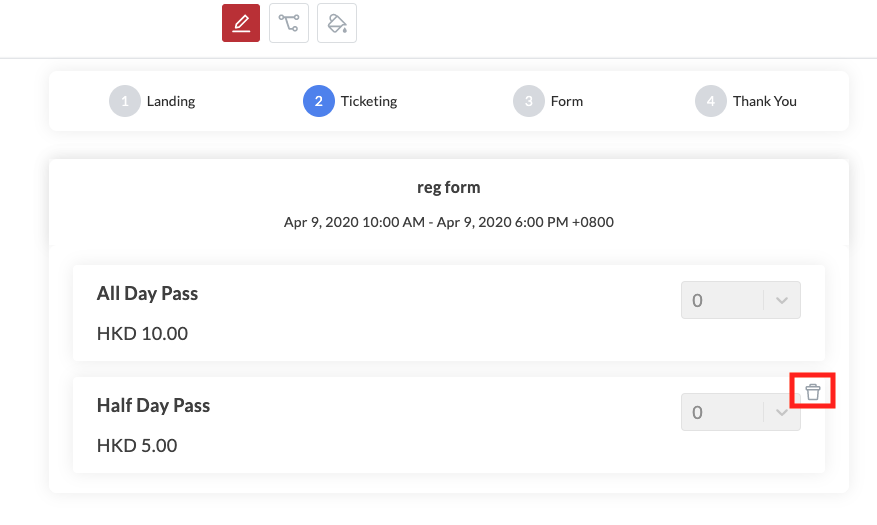 1 Landing
2 Ticketing
3 Form
4 Thank You
reg form
Apr 9, 2020 10:00 AM - Apr 9, 2020 6:00 PM +0800
All Day Pass
0
HKD 10.00
Half Day Pass
0
HKD 5.00